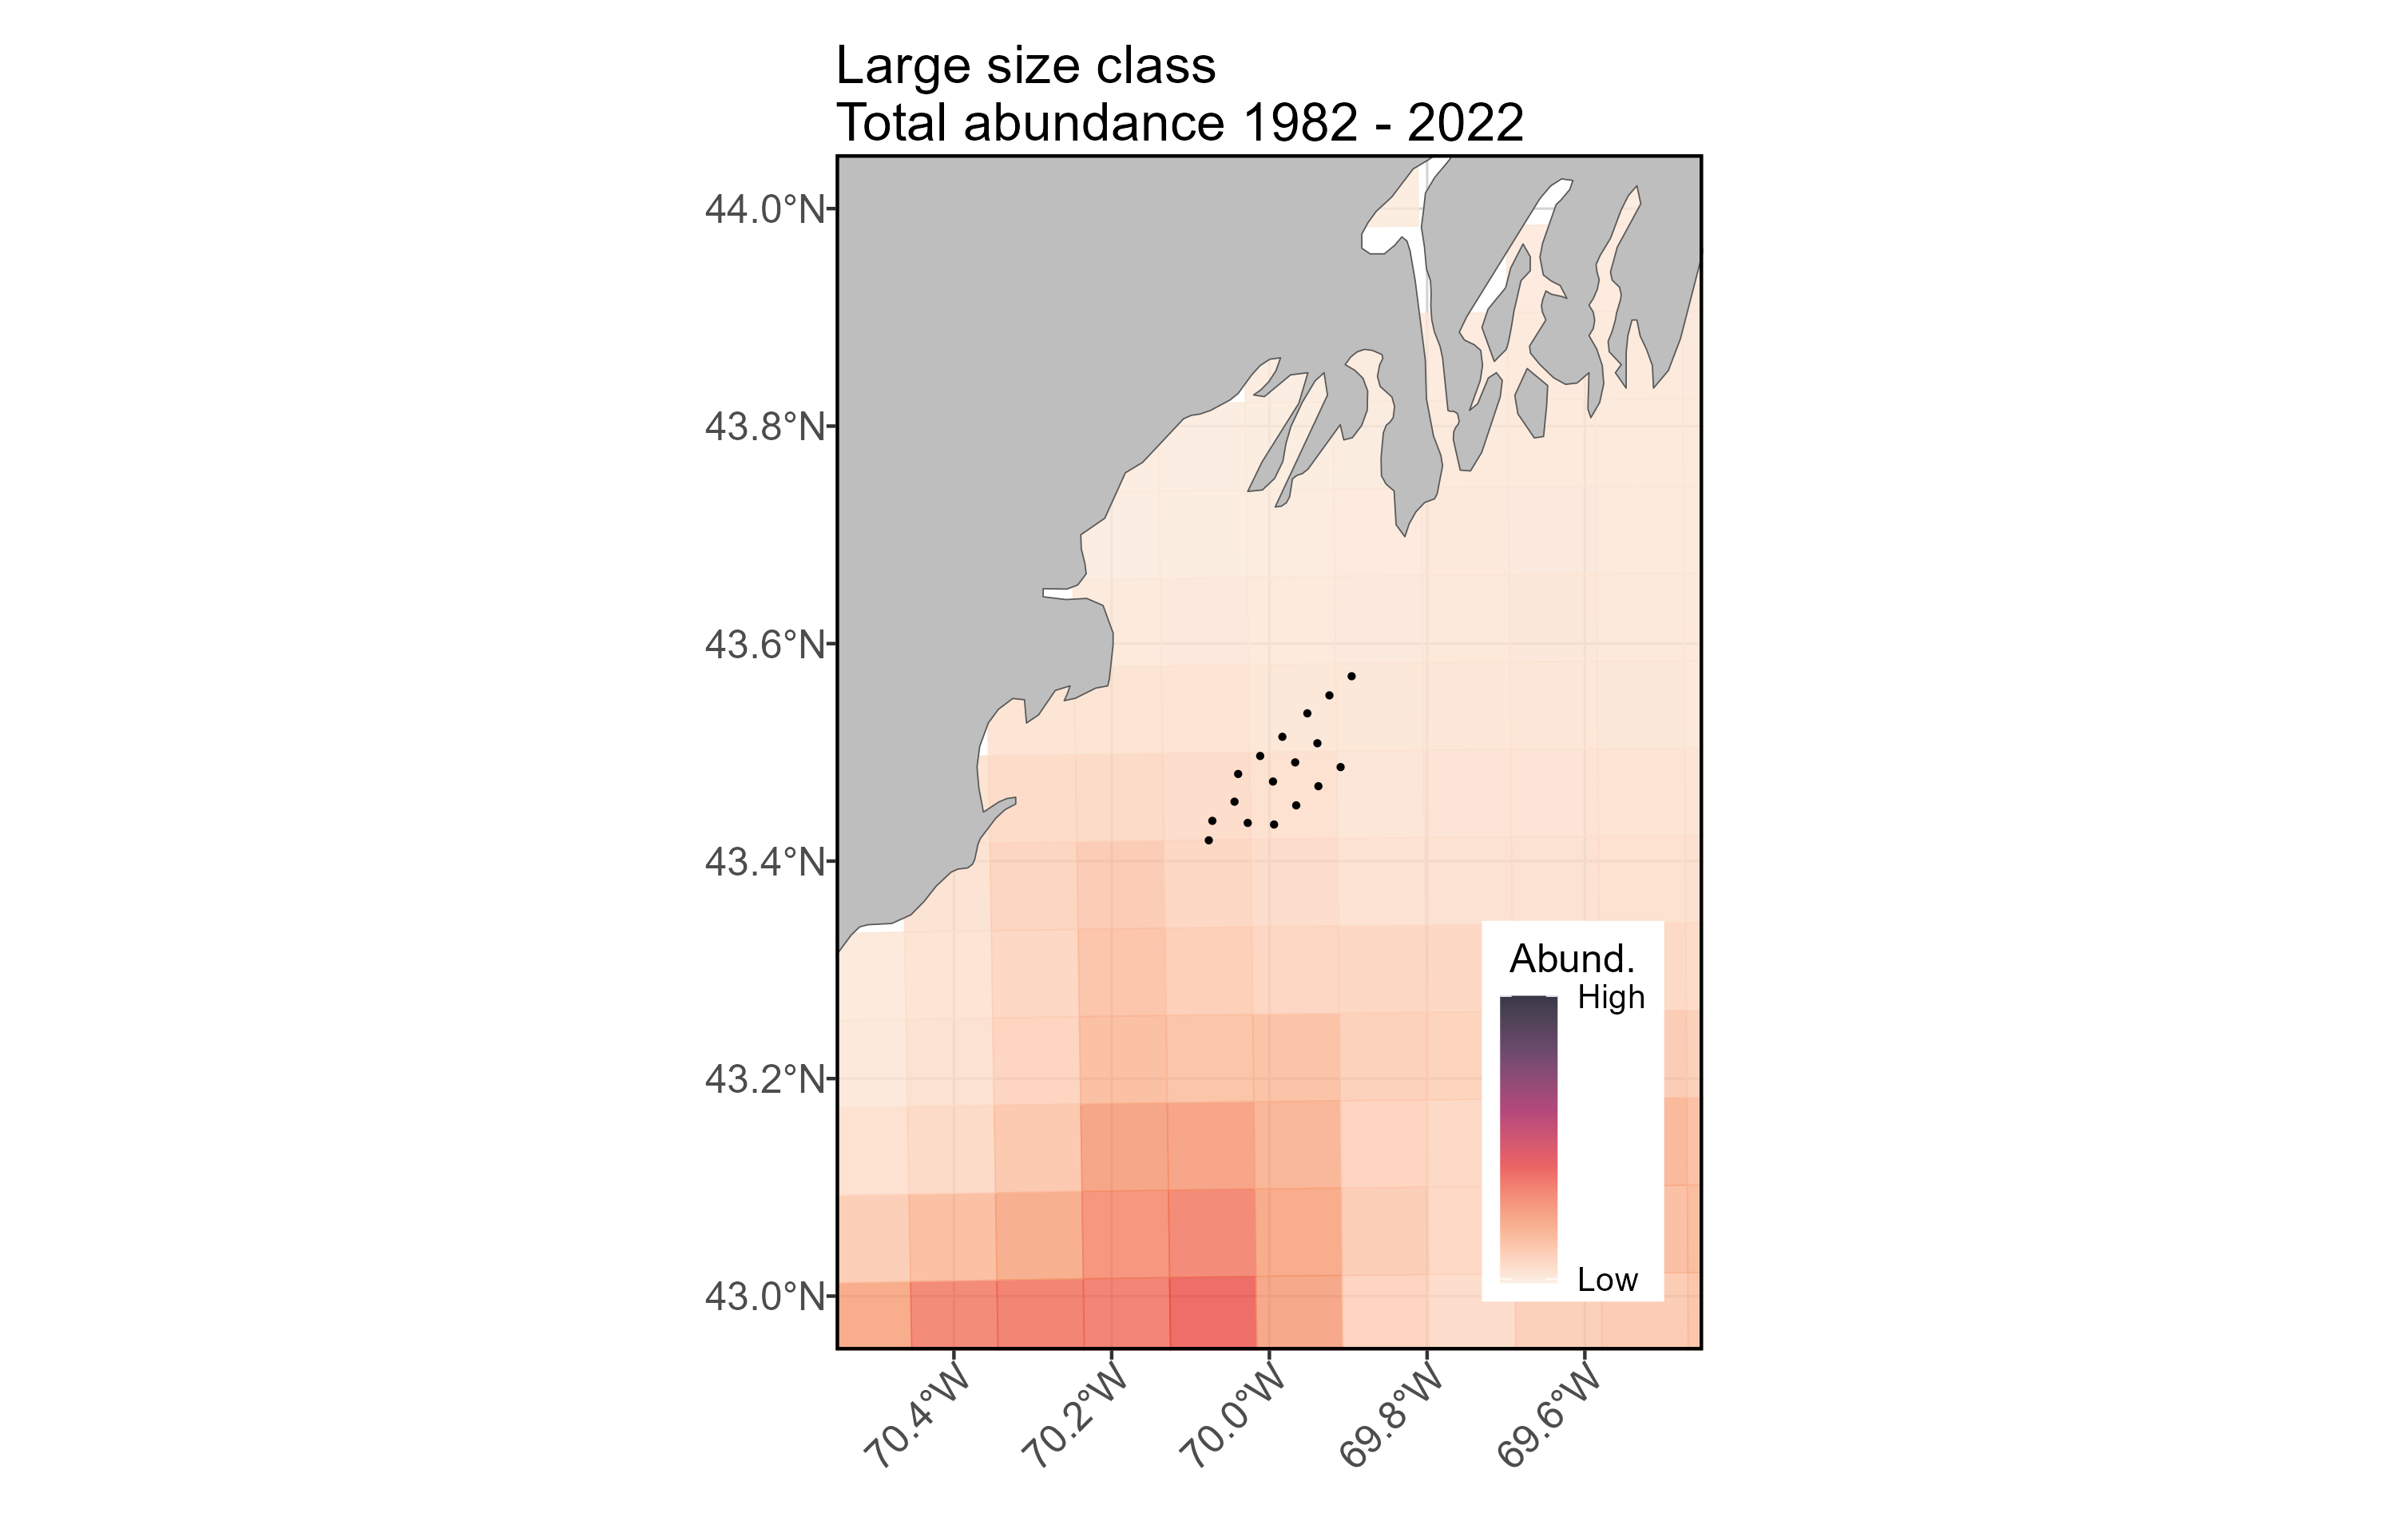 Large size class
Total abundance 1982 - 2022
44.0°N
43.8°N
43.6°N
43.4°N
43.2°N
43.0°N
Abund.
High
Low
70.4°W
70.2°W
70.0°W
69.8°W
69.6°W